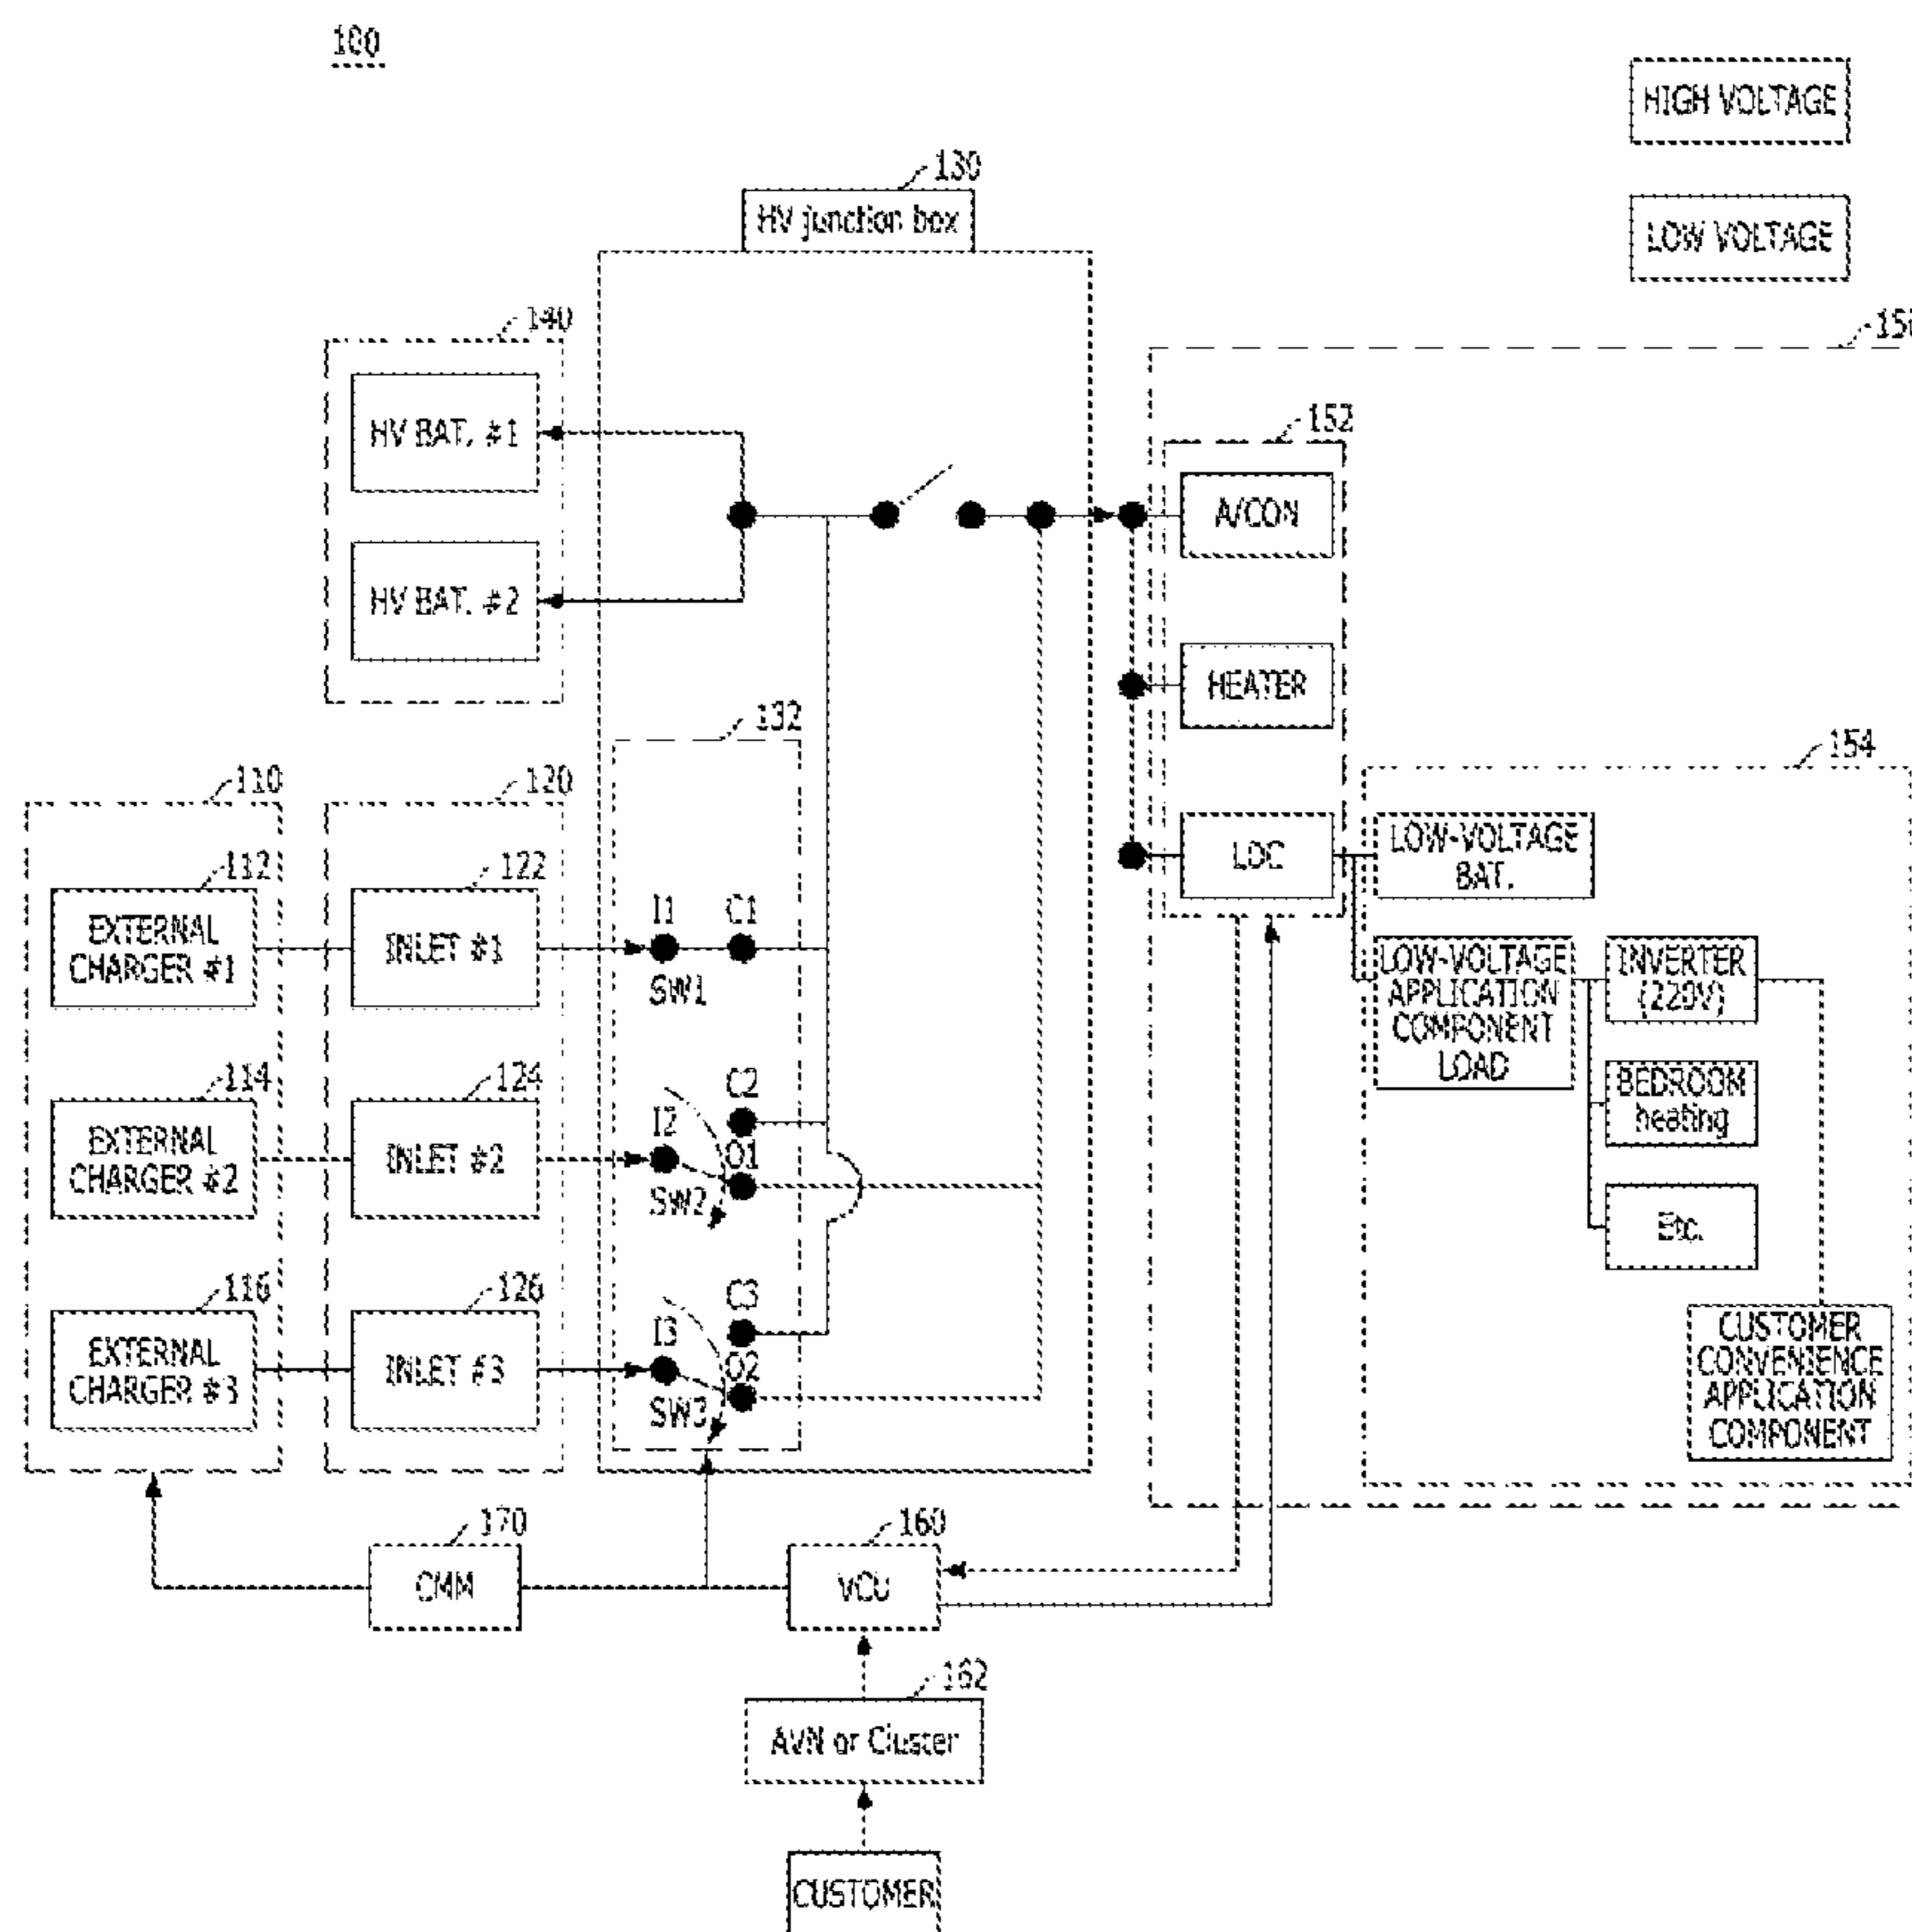 100
HIGH VOLTAGE
LOW VOLTAGE
130
HV junction box
140
HV BAT. #1
HV BAT. #2
152
A/CON
HEATER
LDC
132
154
110
120
112
EXTERNAL
CHARGER #1
122
INLET #1
I1
C1
SW1
LOW-VOLTAGE
BAT.
LOW-VOLTAGE
APPLICATION
COMPONENT
LOAD
INVERTER
(220V)
BEDROOM
heating
Etc.
CUSTOMER
CONVENIENCE
APPLICATION
COMPONENT
114
EXTERNAL
CHARGER #2
124
INLET #2
C2
I2
O1
SW2
116
EXTERNAL
CHARGER #3
126
INLET #3
C3
I3
O2
SW3
170
CMM
160
VCU
162
AVN or Cluster
CUSTOMER